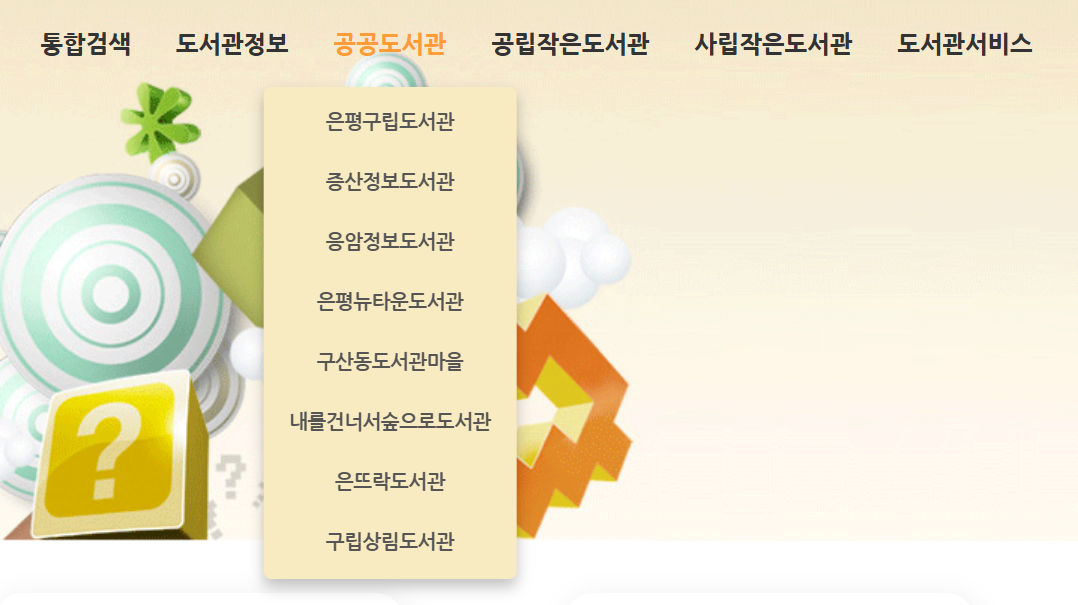 통합검색 도서관정보 공공도서관 공립작은도서관 사립작은도서관 도서관서비스
은평구립도서관
증산정보도서관
응암정보도서관
은평뉴타운도서관
구산동도서관마을
내를건너서숲으로도서관
은뜨락도서관
구립상림도서관
?
?